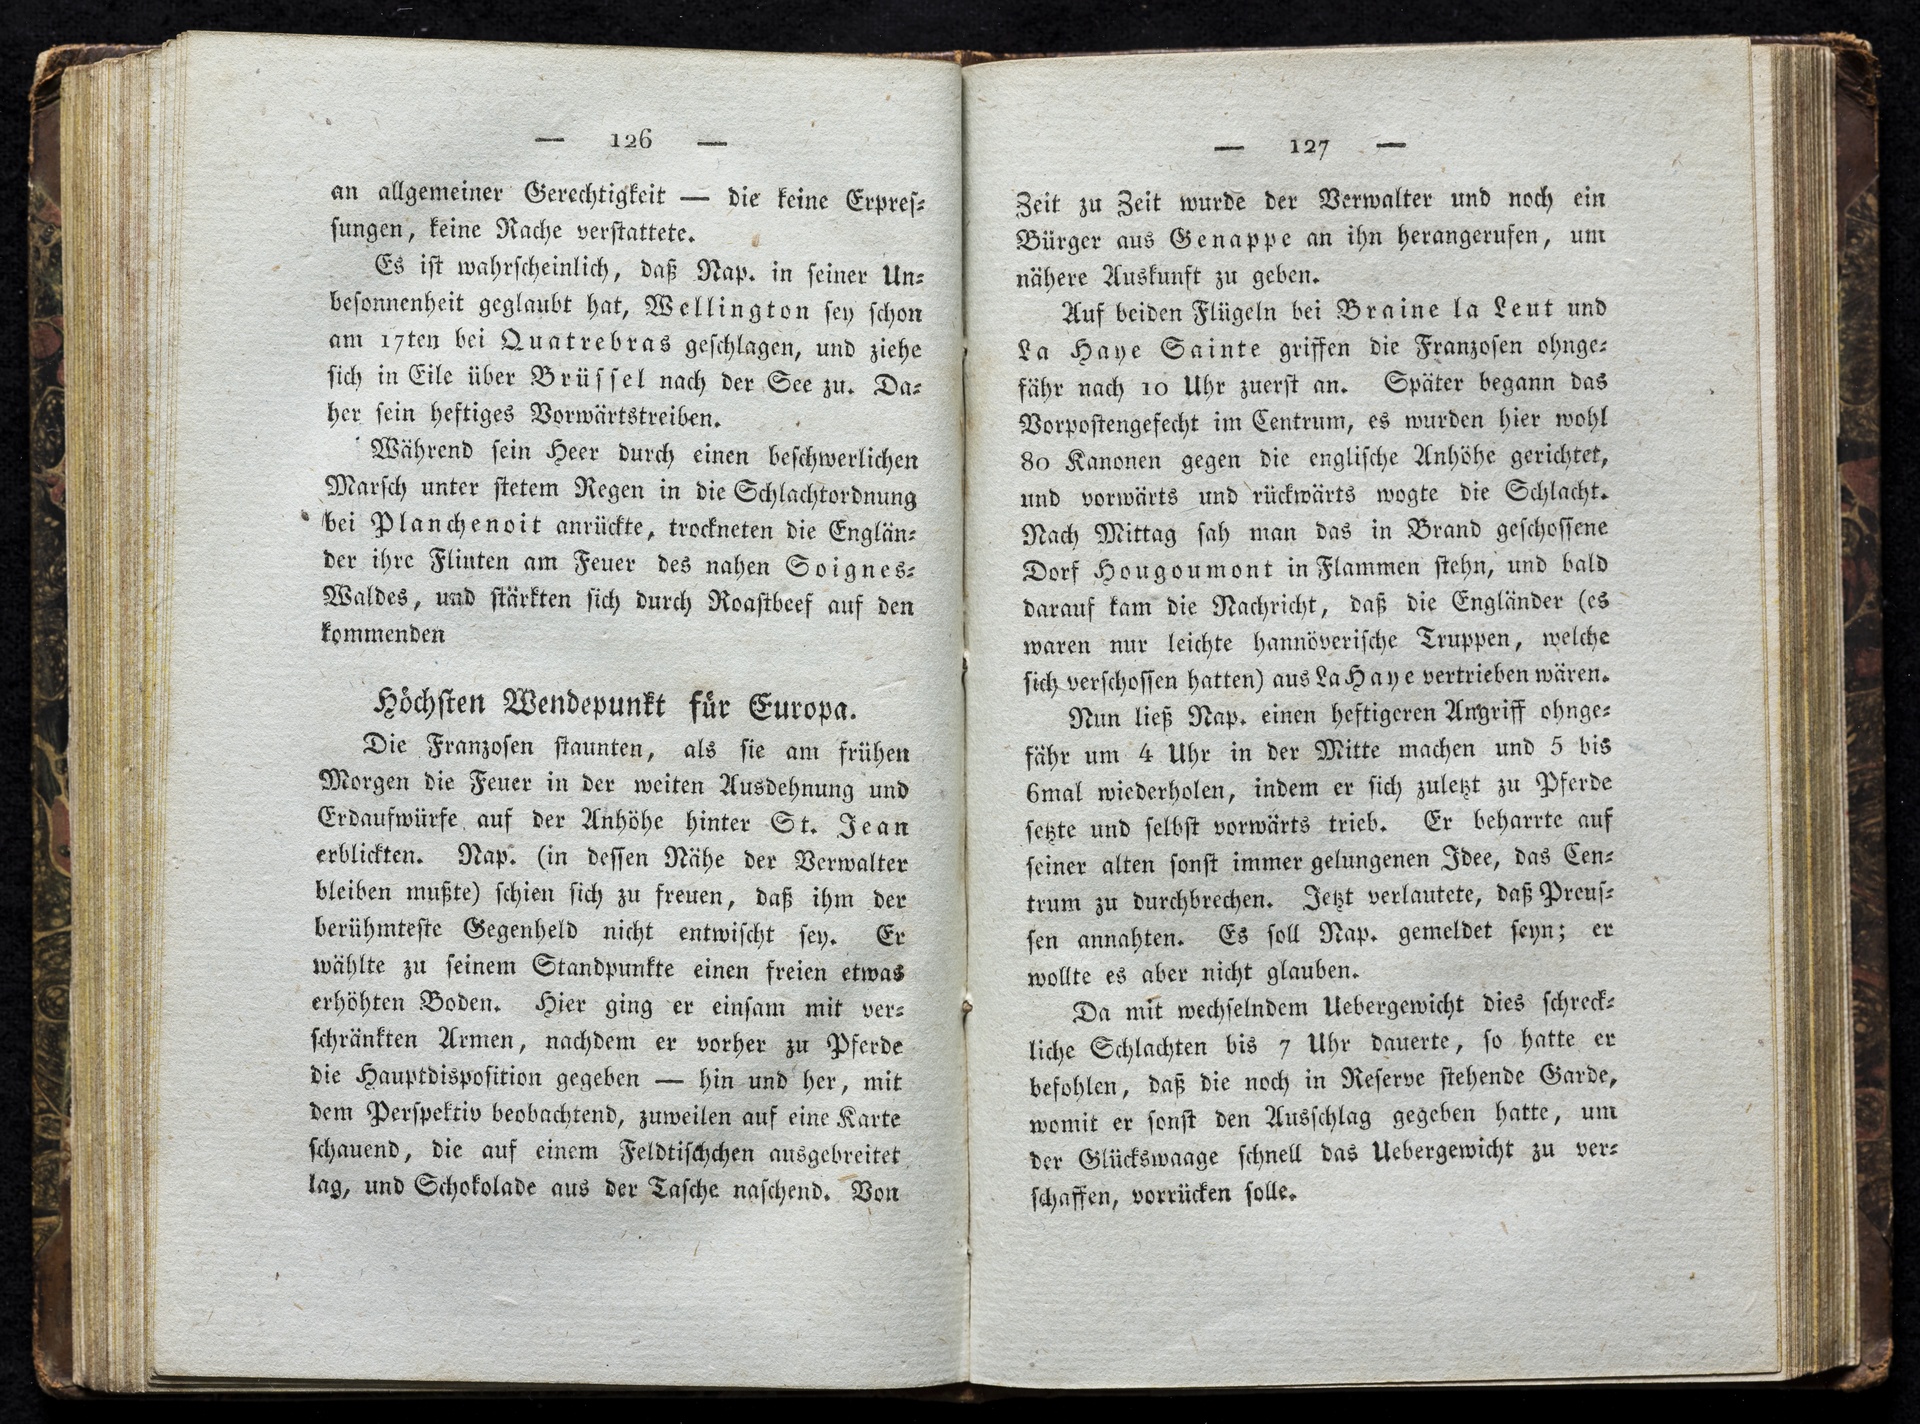 — 126 —
an allgemeiner Gerechtigkeit — die keine Erpreſ⸗
ſungen, keine Rache verſtattete.
Es iſt wahrſcheinlich, daß Nap. in ſeiner Un⸗
beſonnenheit geglaubt hat, Wellington ſey ſchon
am 17ten bei Quatrebras geſchlagen, und ziehe
ſich in Eile über Brüſſel nach der See zu. Da⸗
her ſein heftiges Vorwärtstreiben.
Während ſein Heer durch einen beſchwerlichen
Marſch unter ſtetem Regen in die Schlachtordnung
bei Planchenoit anrückte, trockneten die Englän⸗
der ihre Flinten am Feuer des nahen Soignes⸗
Waldes, und ſtärkten ſich durch Roaſtbeef auf den
kommenden
Höchſten Wendepunkt für Europa.
Die Franzoſen ſtaunten, als ſie am frühen
Morgen die Feuer in der weiten Ausdehnung und
Erdaufwürfe auf der Anhöhe hinter St. Jean
erblickten. Nap. (in deſſen Nähe der Verwalter
bleiben mußte) ſchien ſich zu freuen, daß ihm der
berühmteſte Gegenheld nicht entwiſcht ſey. Er
wählte zu ſeinem Standpunkte einen freien etwas
erhöhten Boden. Hier ging er einſam mit ver⸗
ſchränkten Armen, nachdem er vorher zu Pferde
die Hauptdispoſition gegeben — hin und her, mit
dem Perſpektiv beobachtend, zuweilen auf eine Karte
ſchauend, die auf einem Feldtiſchchen ausgebreitet
lag, und Schokolade aus der Taſche naſchend. Von
— 127 —
Zeit zu Zeit wurde der Verwalter und noch ein
Bürger aus Genappe an ihn herangerufen, um
nähere Auskunft zu geben.
Auf beiden Flügeln bei Braine la Leut und
La Haye Sainte griffen die Franzoſen ohnge⸗
fähr nach 10 Uhr zuerſt an. Später begann das
Vorpoſtengefecht im Centrum, es wurden hier wohl
80 Kanonen gegen die engliſche Anhöhe gerichtet,
und vorwärts und rückwärts wogte die Schlacht.
Nach Mittag ſah man das in Brand geſchoſſene
Dorf Hougoumont in Flammen ſtehn, und bald
darauf kam die Nachricht, daß die Engländer (es
waren nur leichte hannöveriſche Truppen, welche
ſich verſchoſſen hatten) aus La Haye vertrieben wären.
Nun ließ Nap. einen heftigeren Angriff ohnge⸗
fähr um 4 Uhr in der Mitte machen und 5 bis
6mal wiederholen, indem er ſich zuletzt zu Pferde
ſetzte und ſelbſt vorwärts trieb. Er beharrte auf
ſeiner alten ſonſt immer gelungenen Idee, das Cen⸗
trum zu durchbrechen. Jetzt verlautete, daß Preuſ⸗
ſen annahten. Es ſoll Nap. gemeldet ſeyn; er
wollte es aber nicht glauben.
Da mit wechſelndem Uebergewicht dies ſchreck⸗
liche Schlachten bis 7 Uhr dauerte, ſo hatte er
befohlen, daß die noch in Reſerve ſtehende Garde,
womit er ſonſt den Ausſchlag gegeben hatte, um
der Glückswaage ſchnell das Uebergewicht zu ver⸗
ſchaffen, vorrücken ſolle.